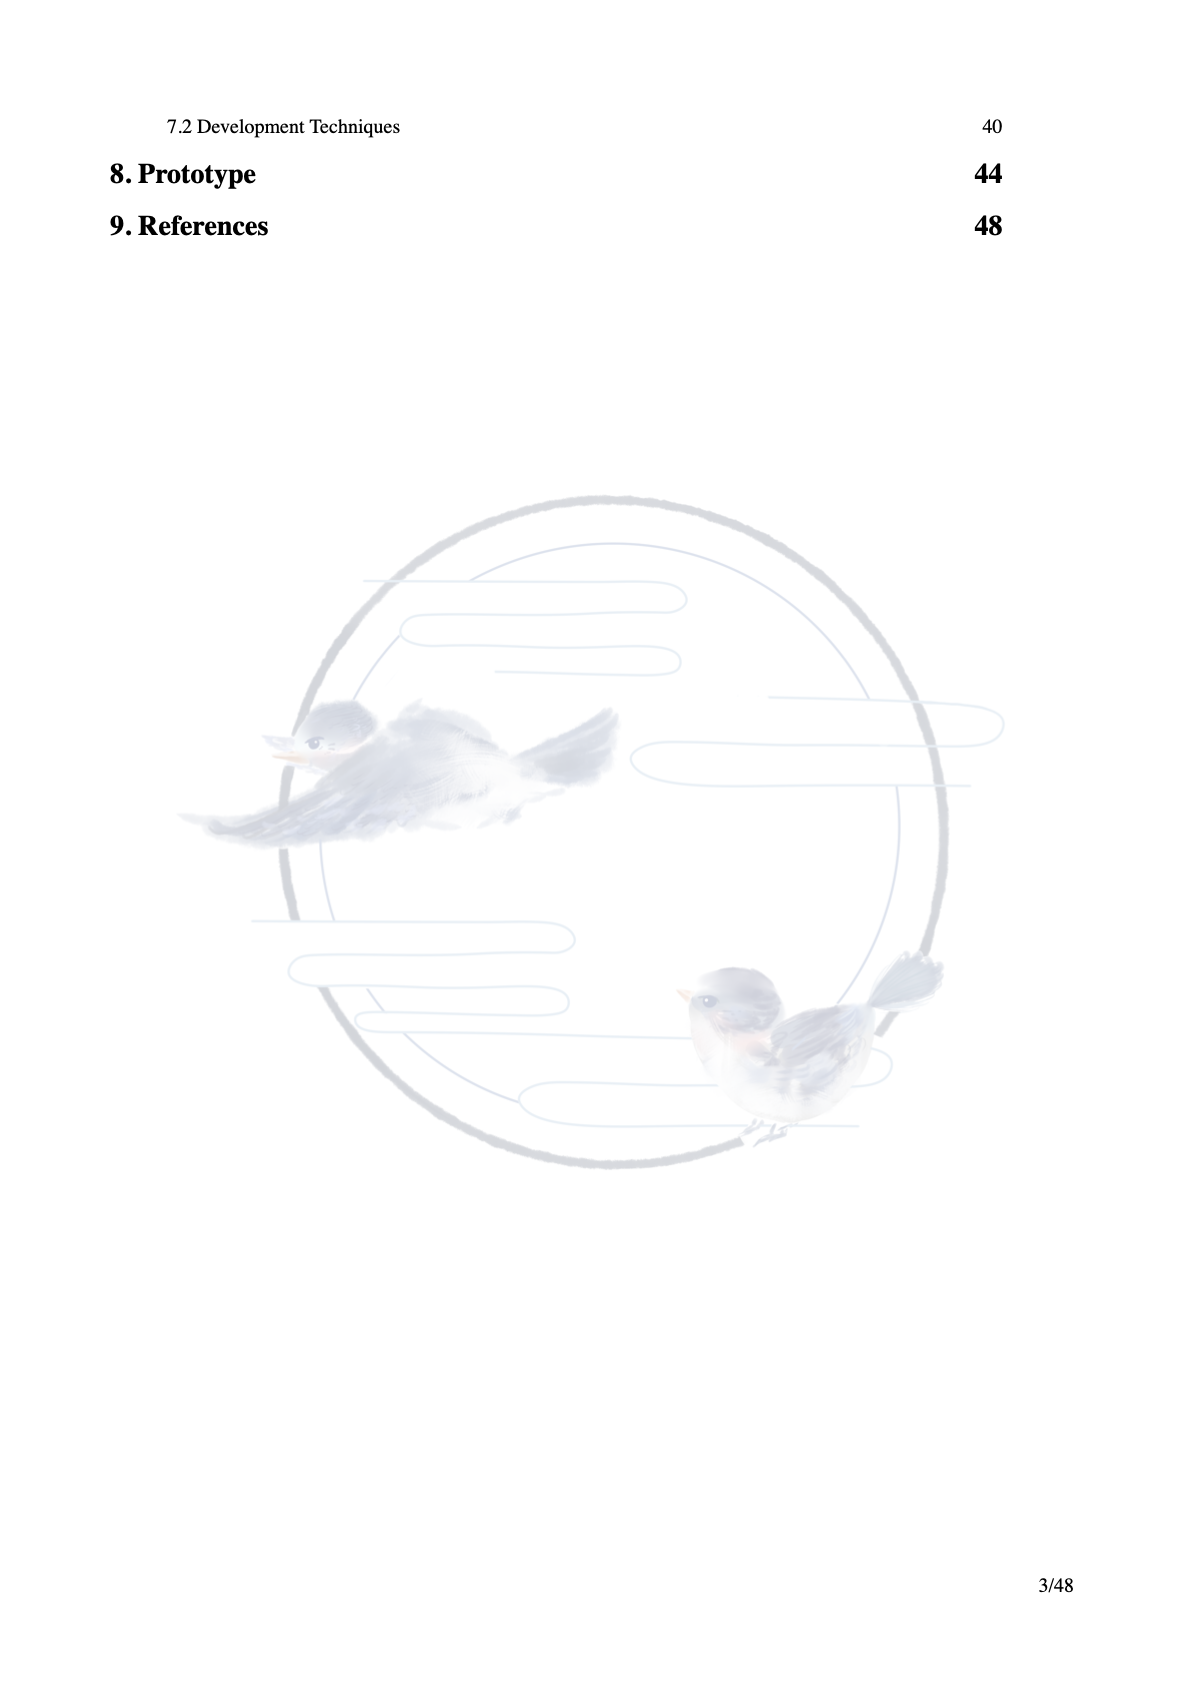 7.2 Development Techniques 40
8. Prototype 44
9. References 48
3/48